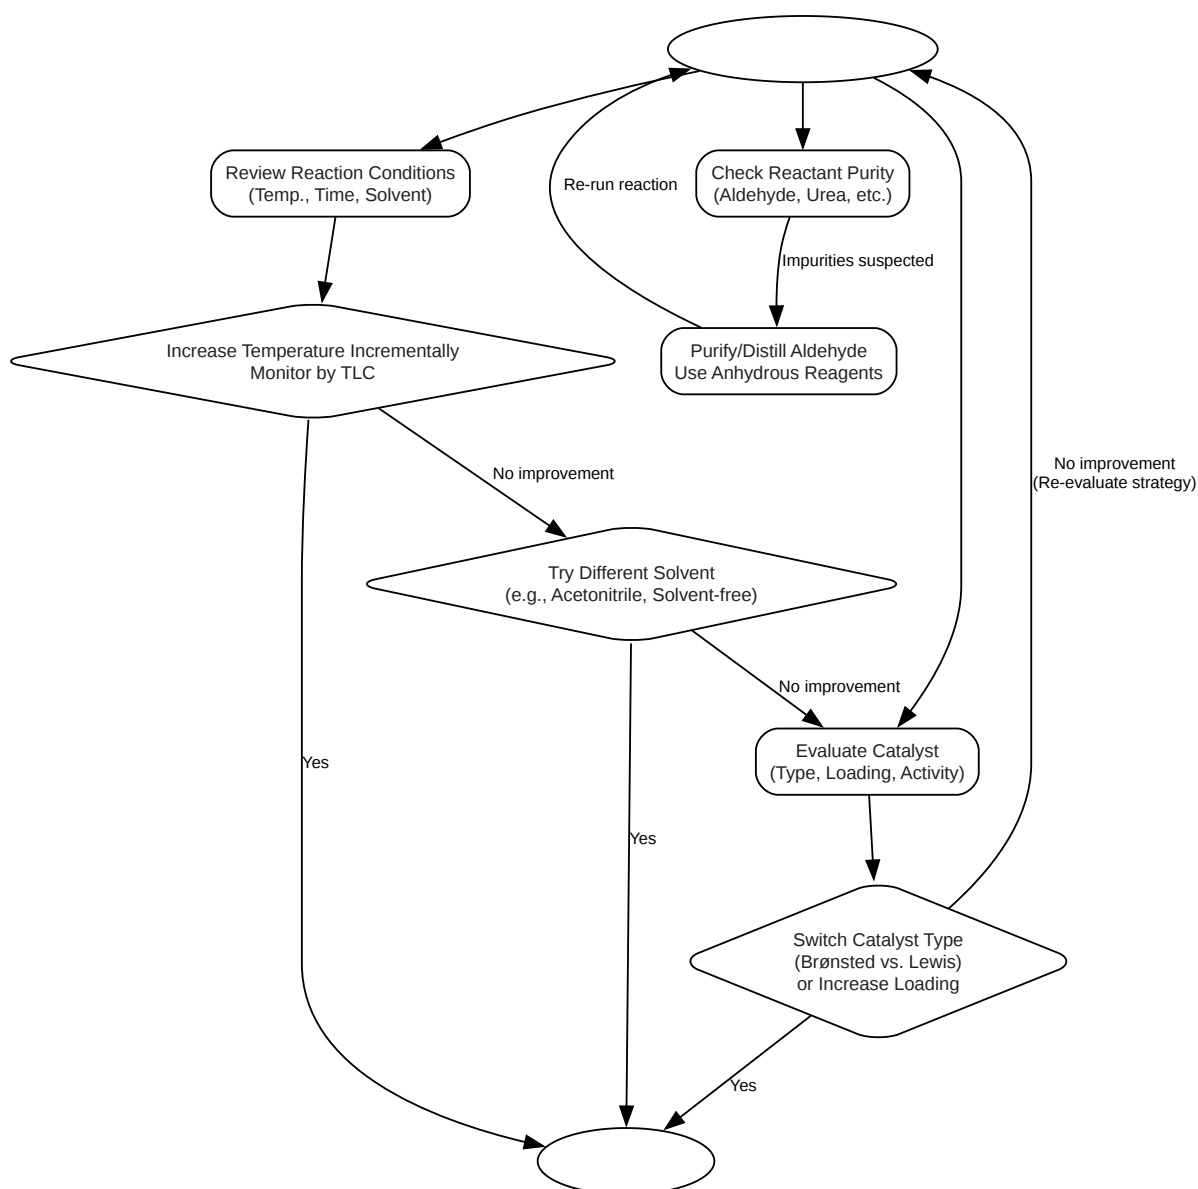 Review Reaction Conditions
(Temp., Time, Solvent)
Re-run reaction
Check Reactant Purity
(Aldehyde, Urea, etc.)
Impurities suspected
Increase Temperature Incrementally
Monitor by TLC
Purify/Distill Aldehyde
Use Anhydrous Reagents
No improvement
No improvement
(Re-evaluate strategy)
Try Different Solvent
(e.g., Acetonitrile, Solvent-free)
No improvement
Evaluate Catalyst
(Type, Loading, Activity)
Yes
Yes
Switch Catalyst Type
(Brønsted vs. Lewis)
or Increase Loading
Yes